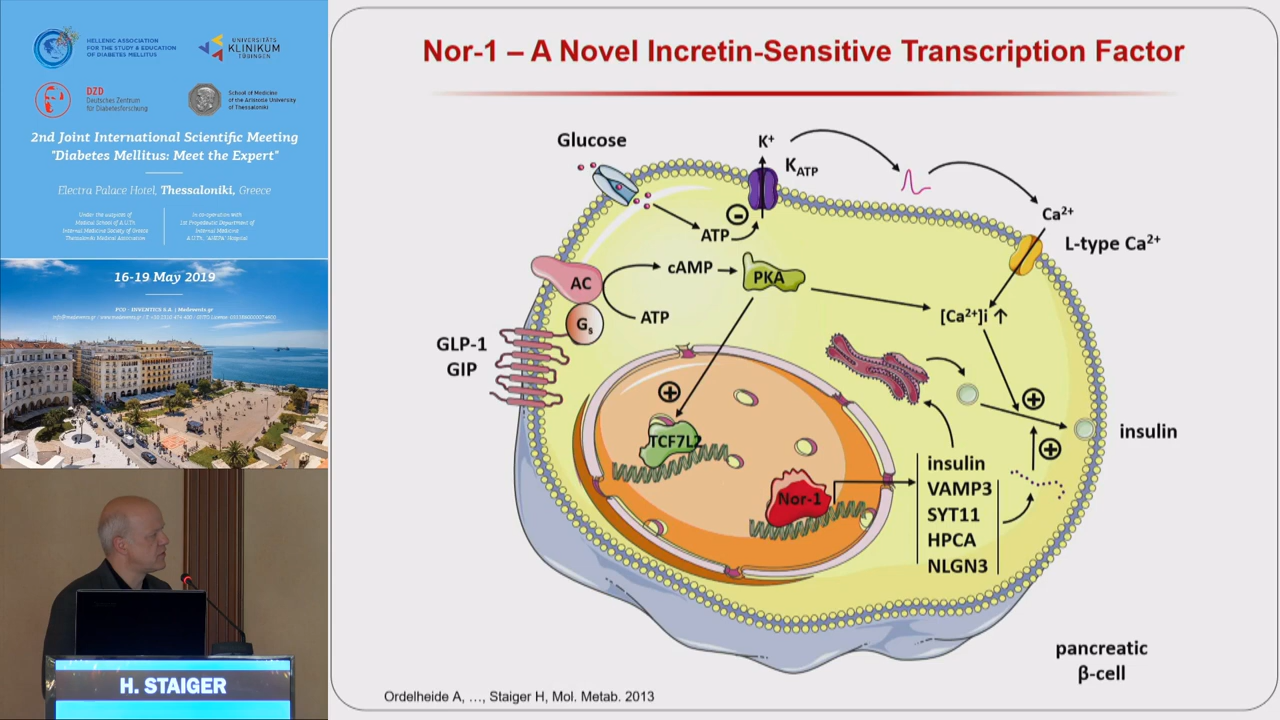 HELLENIC ASSOCIATION
FOR THE STUDY & EDUCATION
OF DIABETES MELLITUS
UNIVERSITÄTS
KLINIKUM
TÜBINGEN
DZD
Deutsches Zentrum
für Diabetesforschung
School of Medicine
of the Aristotle University
of Thessaloniki
2nd Joint International Scientific Meeting
"Diabetes Mellitus: Meet the Expert"
Electra Palace Hotel, Thessaloniki, Greece
Under the auspices of
Medical School of A.U.Th.
Internal Medicine Society of Greece
Thessaloniki Medical Association
In co-operation with
1st Propedeutic Department of
Internal Medicine
A.U.Th., "AHEPA" Hospital
16-19 May 2019
H. STAIGER
Nor-1 – A Novel Incretin-Sensitive Transcription Factor
Glucose
K⁺
K_ATP
ATP
Ca²⁺
L-type Ca²⁺
AC
cAMP
PKA
ATP
Gs
[Ca²⁺]i ↑
GLP-1
GIP
TCF7L2
Nor-1
insulin
insulin
VAMP3
SYT11
HPCA
NLGN3
pancreatic
β-cell
Ordelheide A, …, Staiger H, Mol. Metab. 2013